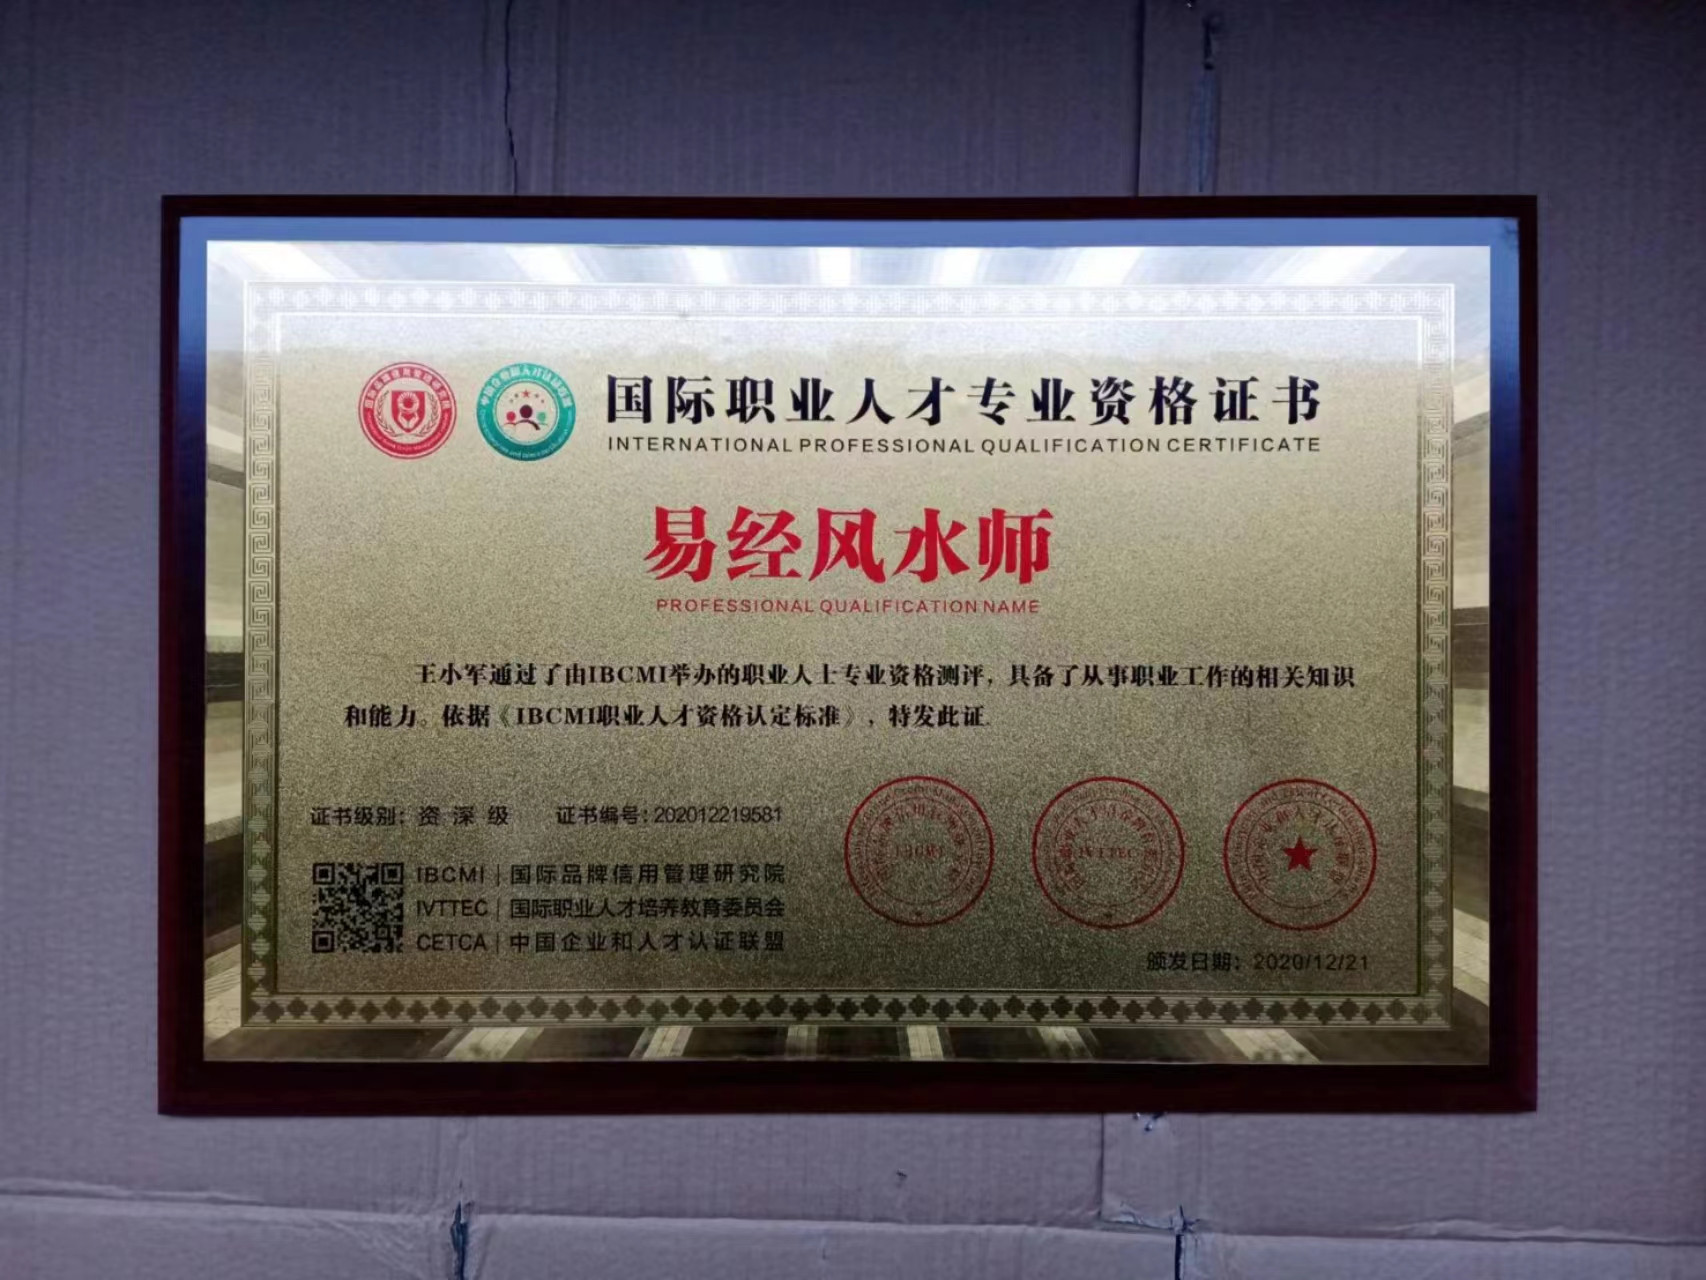 国际职业人才专业资格证书
INTERNATIONAL PROFESSIONAL QUALIFICATION CERTIFICATE
易经风水师
PROFESSIONAL QUALIFICATION NAME
王小军通过了由IBCMI举办的职业人士专业资格测评，具备了从事职业工作的相关知识
和能力。依据《IBCMI职业人才资格认定标准》，特发此证.
证书级别：资深级 证书编号：202012219581
IBCMI | 国际品牌信用管理研究院
IVTTEC | 国际职业人才培养教育委员会
CETCA | 中国企业和人才认证联盟
IBCMI
IVTTEC
颁发日期：2020/12/21